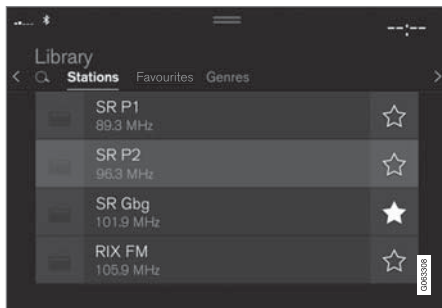 --:--
Library
Stations Favourites Genres
SR P1
89.3 MHz
SR P2
96.3 MHz
SR Gbg
101.9 MHz
RIX FM
105.9 MHz
G063308